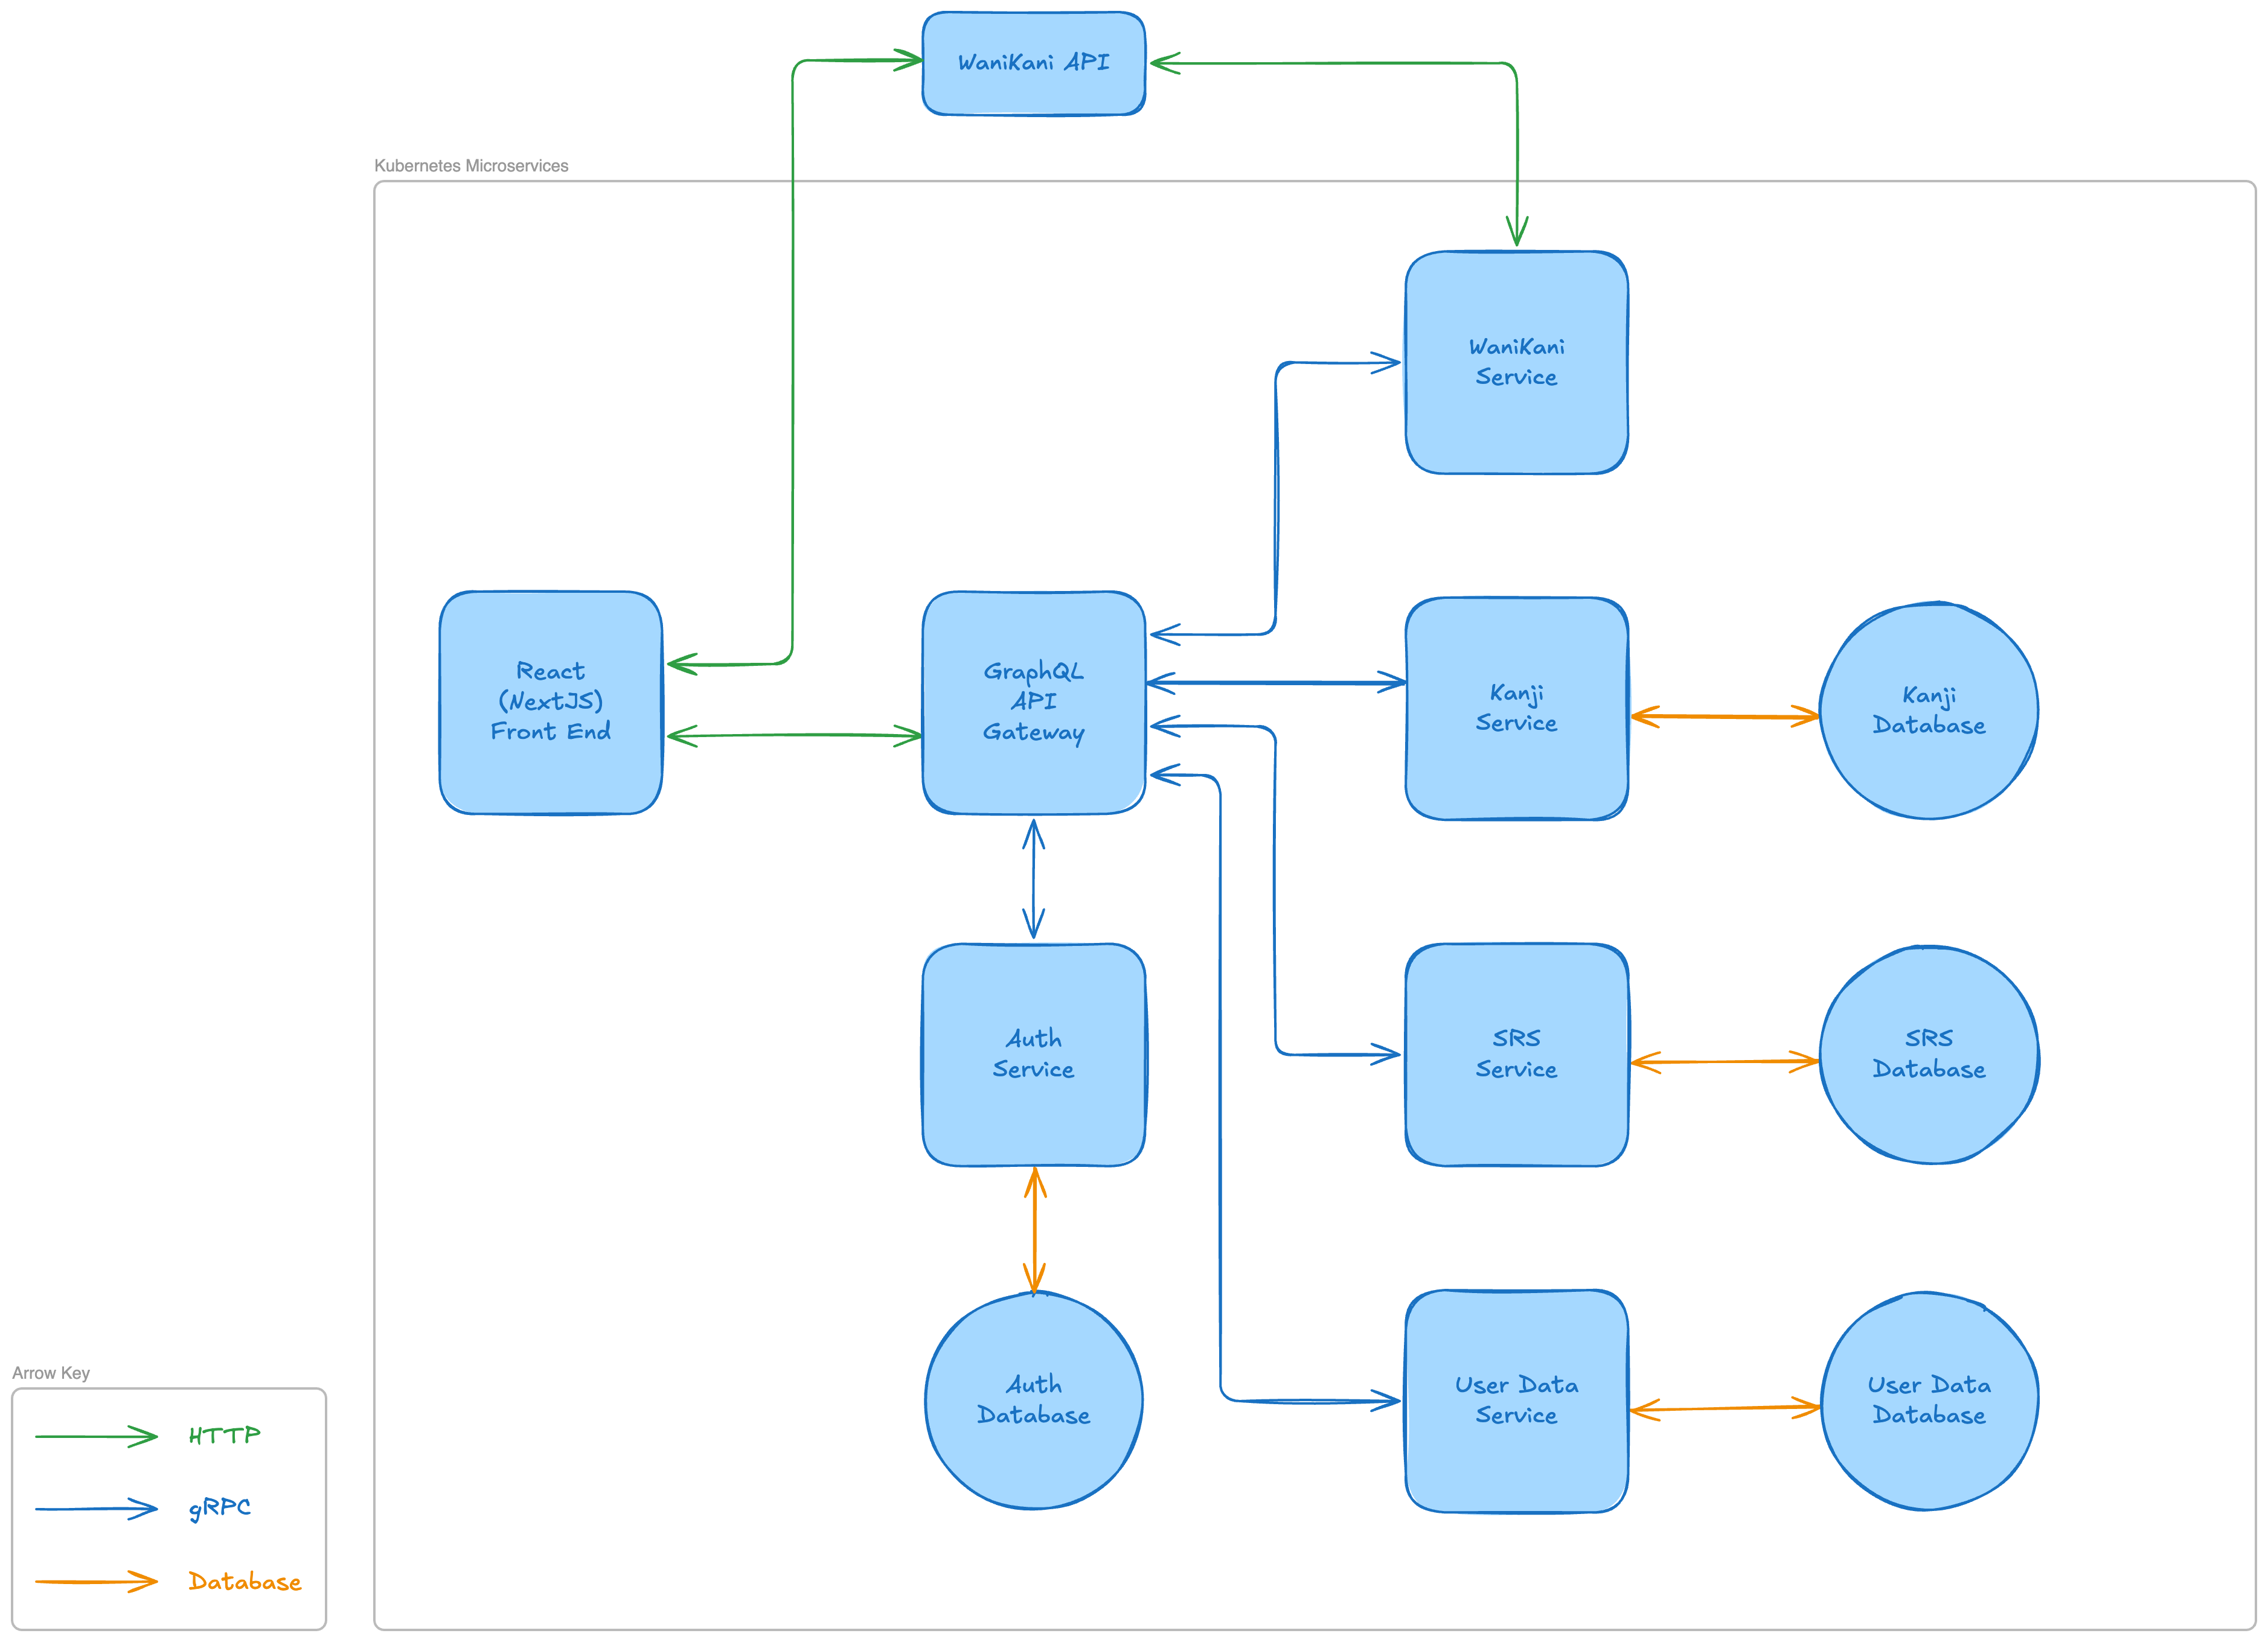 WaniKani API
Kubernetes Microservices
WaniKani
Service
React
(NextJS)
Front End
GraphQL
API
Gateway
Kanji
Service
Kanji
Database
Auth
Service
SRS
Service
SRS
Database
Auth
Database
User Data
Service
User Data
Database
Arrow Key
HTTP
gRPC
Database